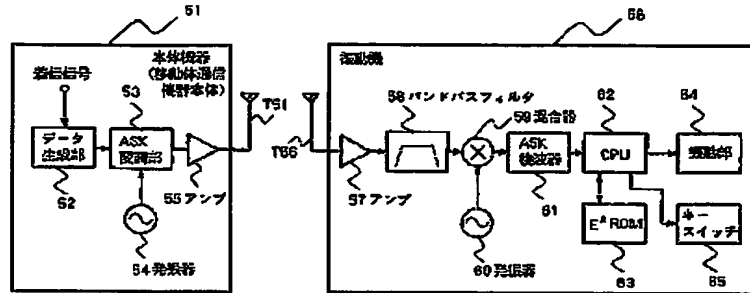 51
本体機器
(移動体通信
機器本体)
着信信号
53
データ
生成部
ASK
変調部
52
55 アンプ
54 発振器
T51
56
振動機
T56
57 アンプ
58 バンドパスフィルタ
59 混合器
60 発振器
ASK
検波器
61
62
CPU
64
振動部
E²ROM
63
キー
スイッチ
65